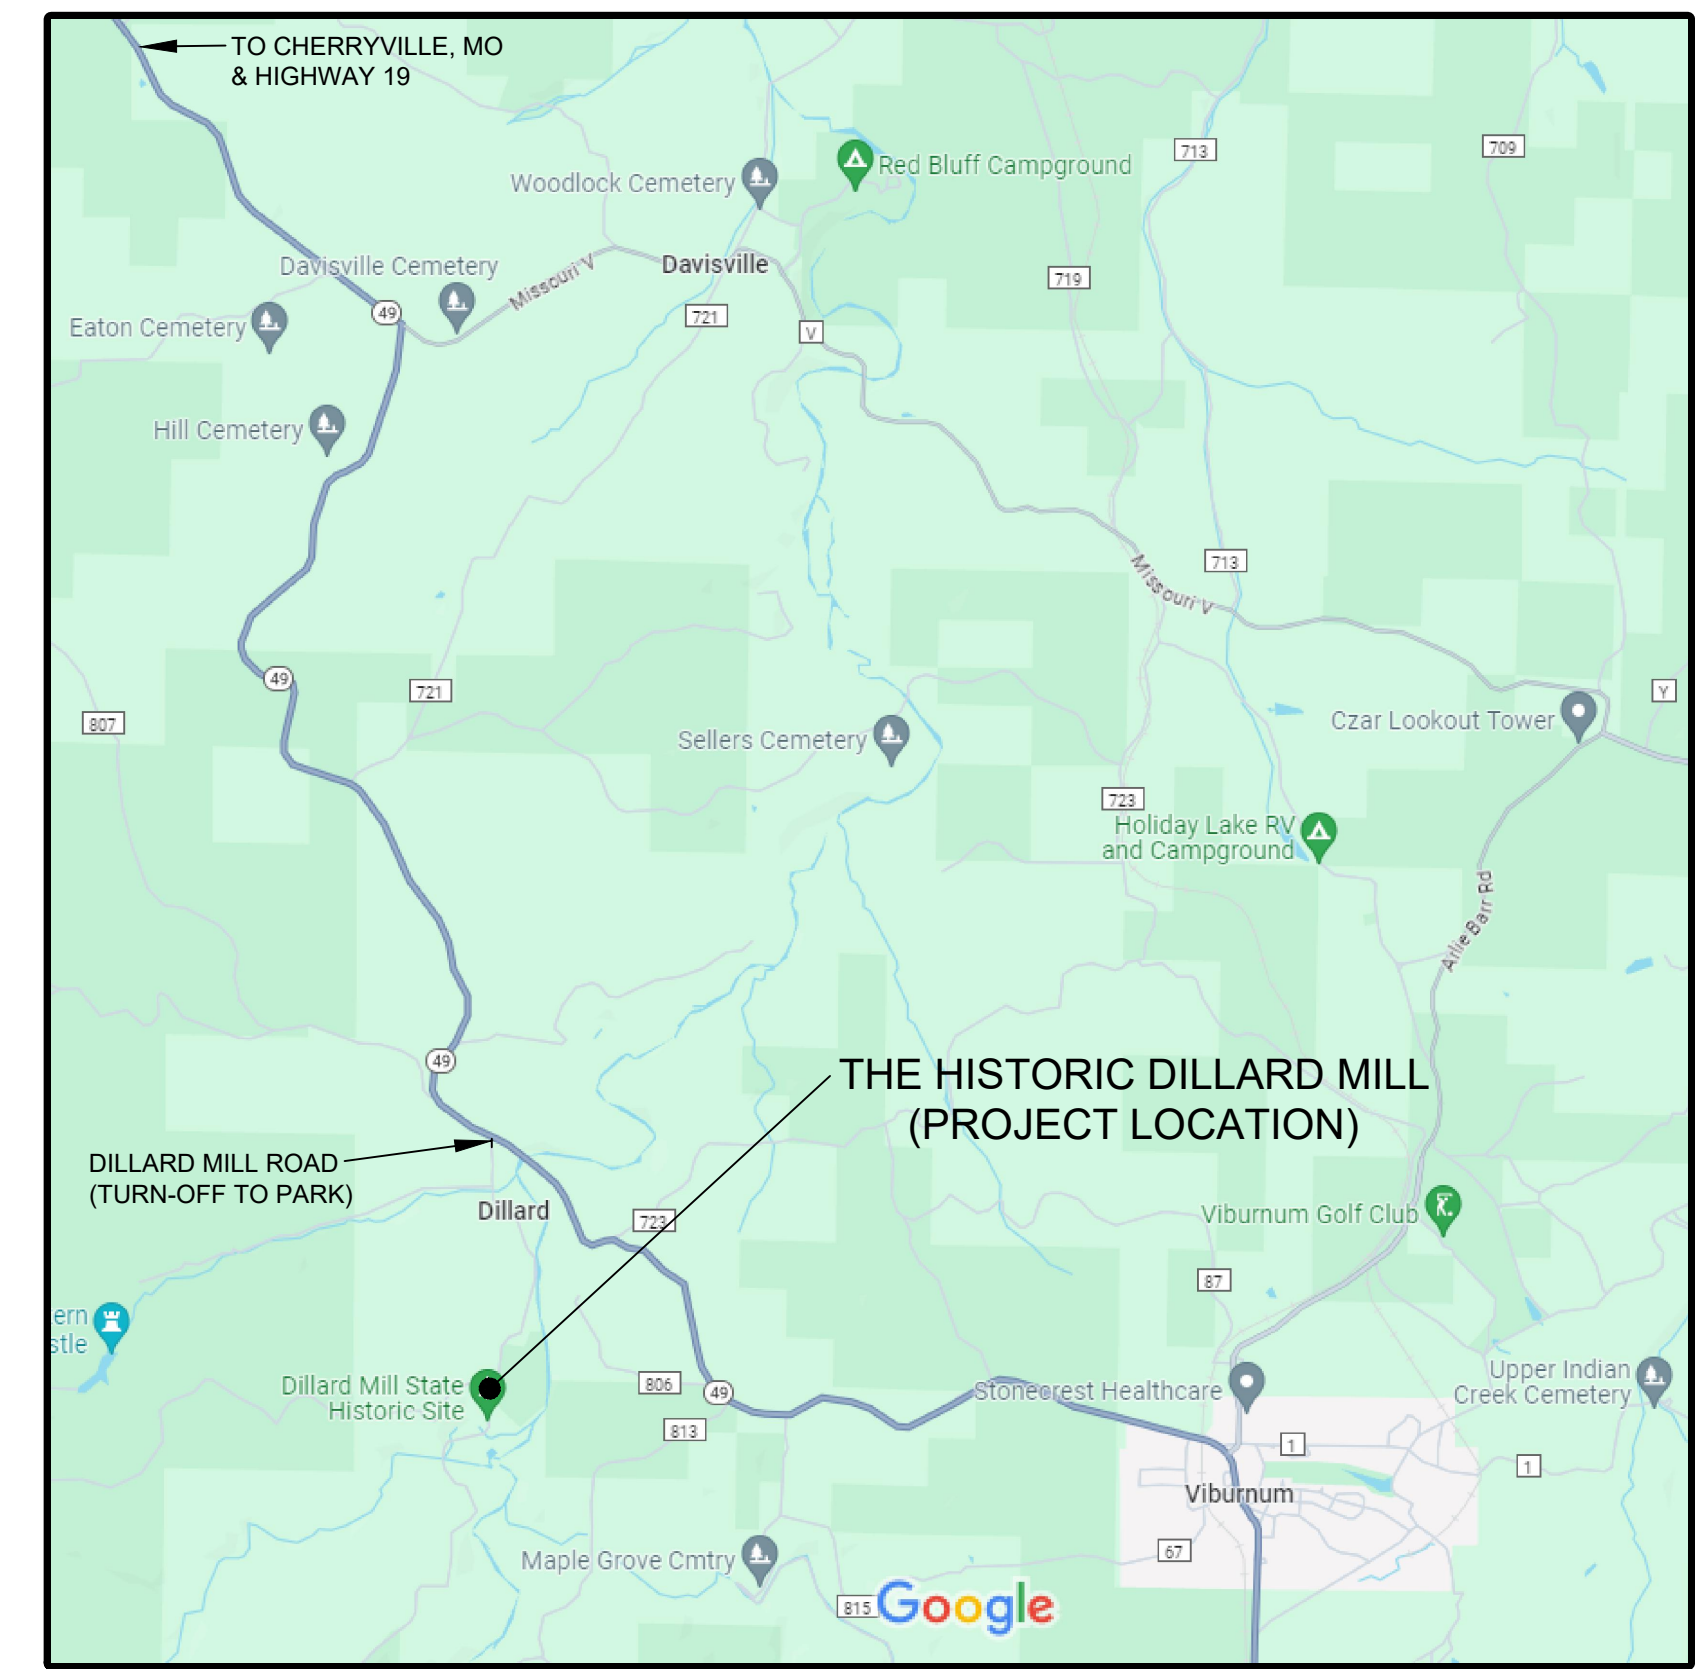 TO CHERRYVILLE, MO
& HIGHWAY 19
713
709
Red Bluff Campground
Woodlock Cemetery
Davisville Cemetery
Missouri V
Davisville
719
49
721
V
Eaton Cemetery
Hill Cemetery
713
Missouri V
49
721
Y
807
Czar Lookout Tower
Sellers Cemetery
723
Holiday Lake RV
and Campground
Arlie Barr Rd
49
THE HISTORIC DILLARD MILL
(PROJECT LOCATION)
DILLARD MILL ROAD
(TURN-OFF TO PARK)
Dillard
723
Viburnum Golf Club
87
ern
stle
Dillard Mill State
Historic Site
806
49
813
Stonecrest Healthcare
Upper Indian
Creek Cemetery
1
1
Viburnum
67
Maple Grove Cmtry
815
Google